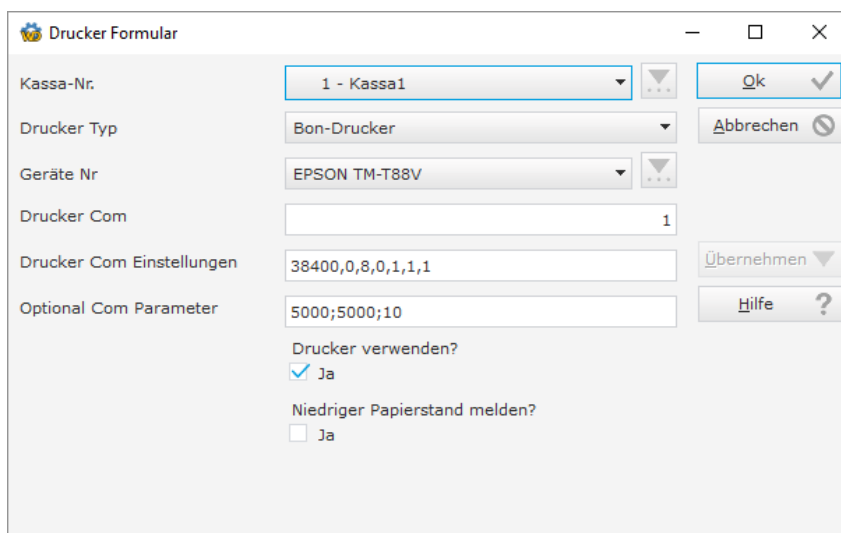 Drucker Formular
Kassa-Nr.
1 - Kassa1
Ok
Drucker Typ
Bon-Drucker
Abbrechen
Geräte Nr
EPSON TM-T88V
Drucker Com
1
Drucker Com Einstellungen
38400,0,8,0,1,1,1
Übernehmen
Optional Com Parameter
5000;5000;10
Hilfe
Drucker verwenden?
Ja
Niedriger Papierstand melden?
Ja